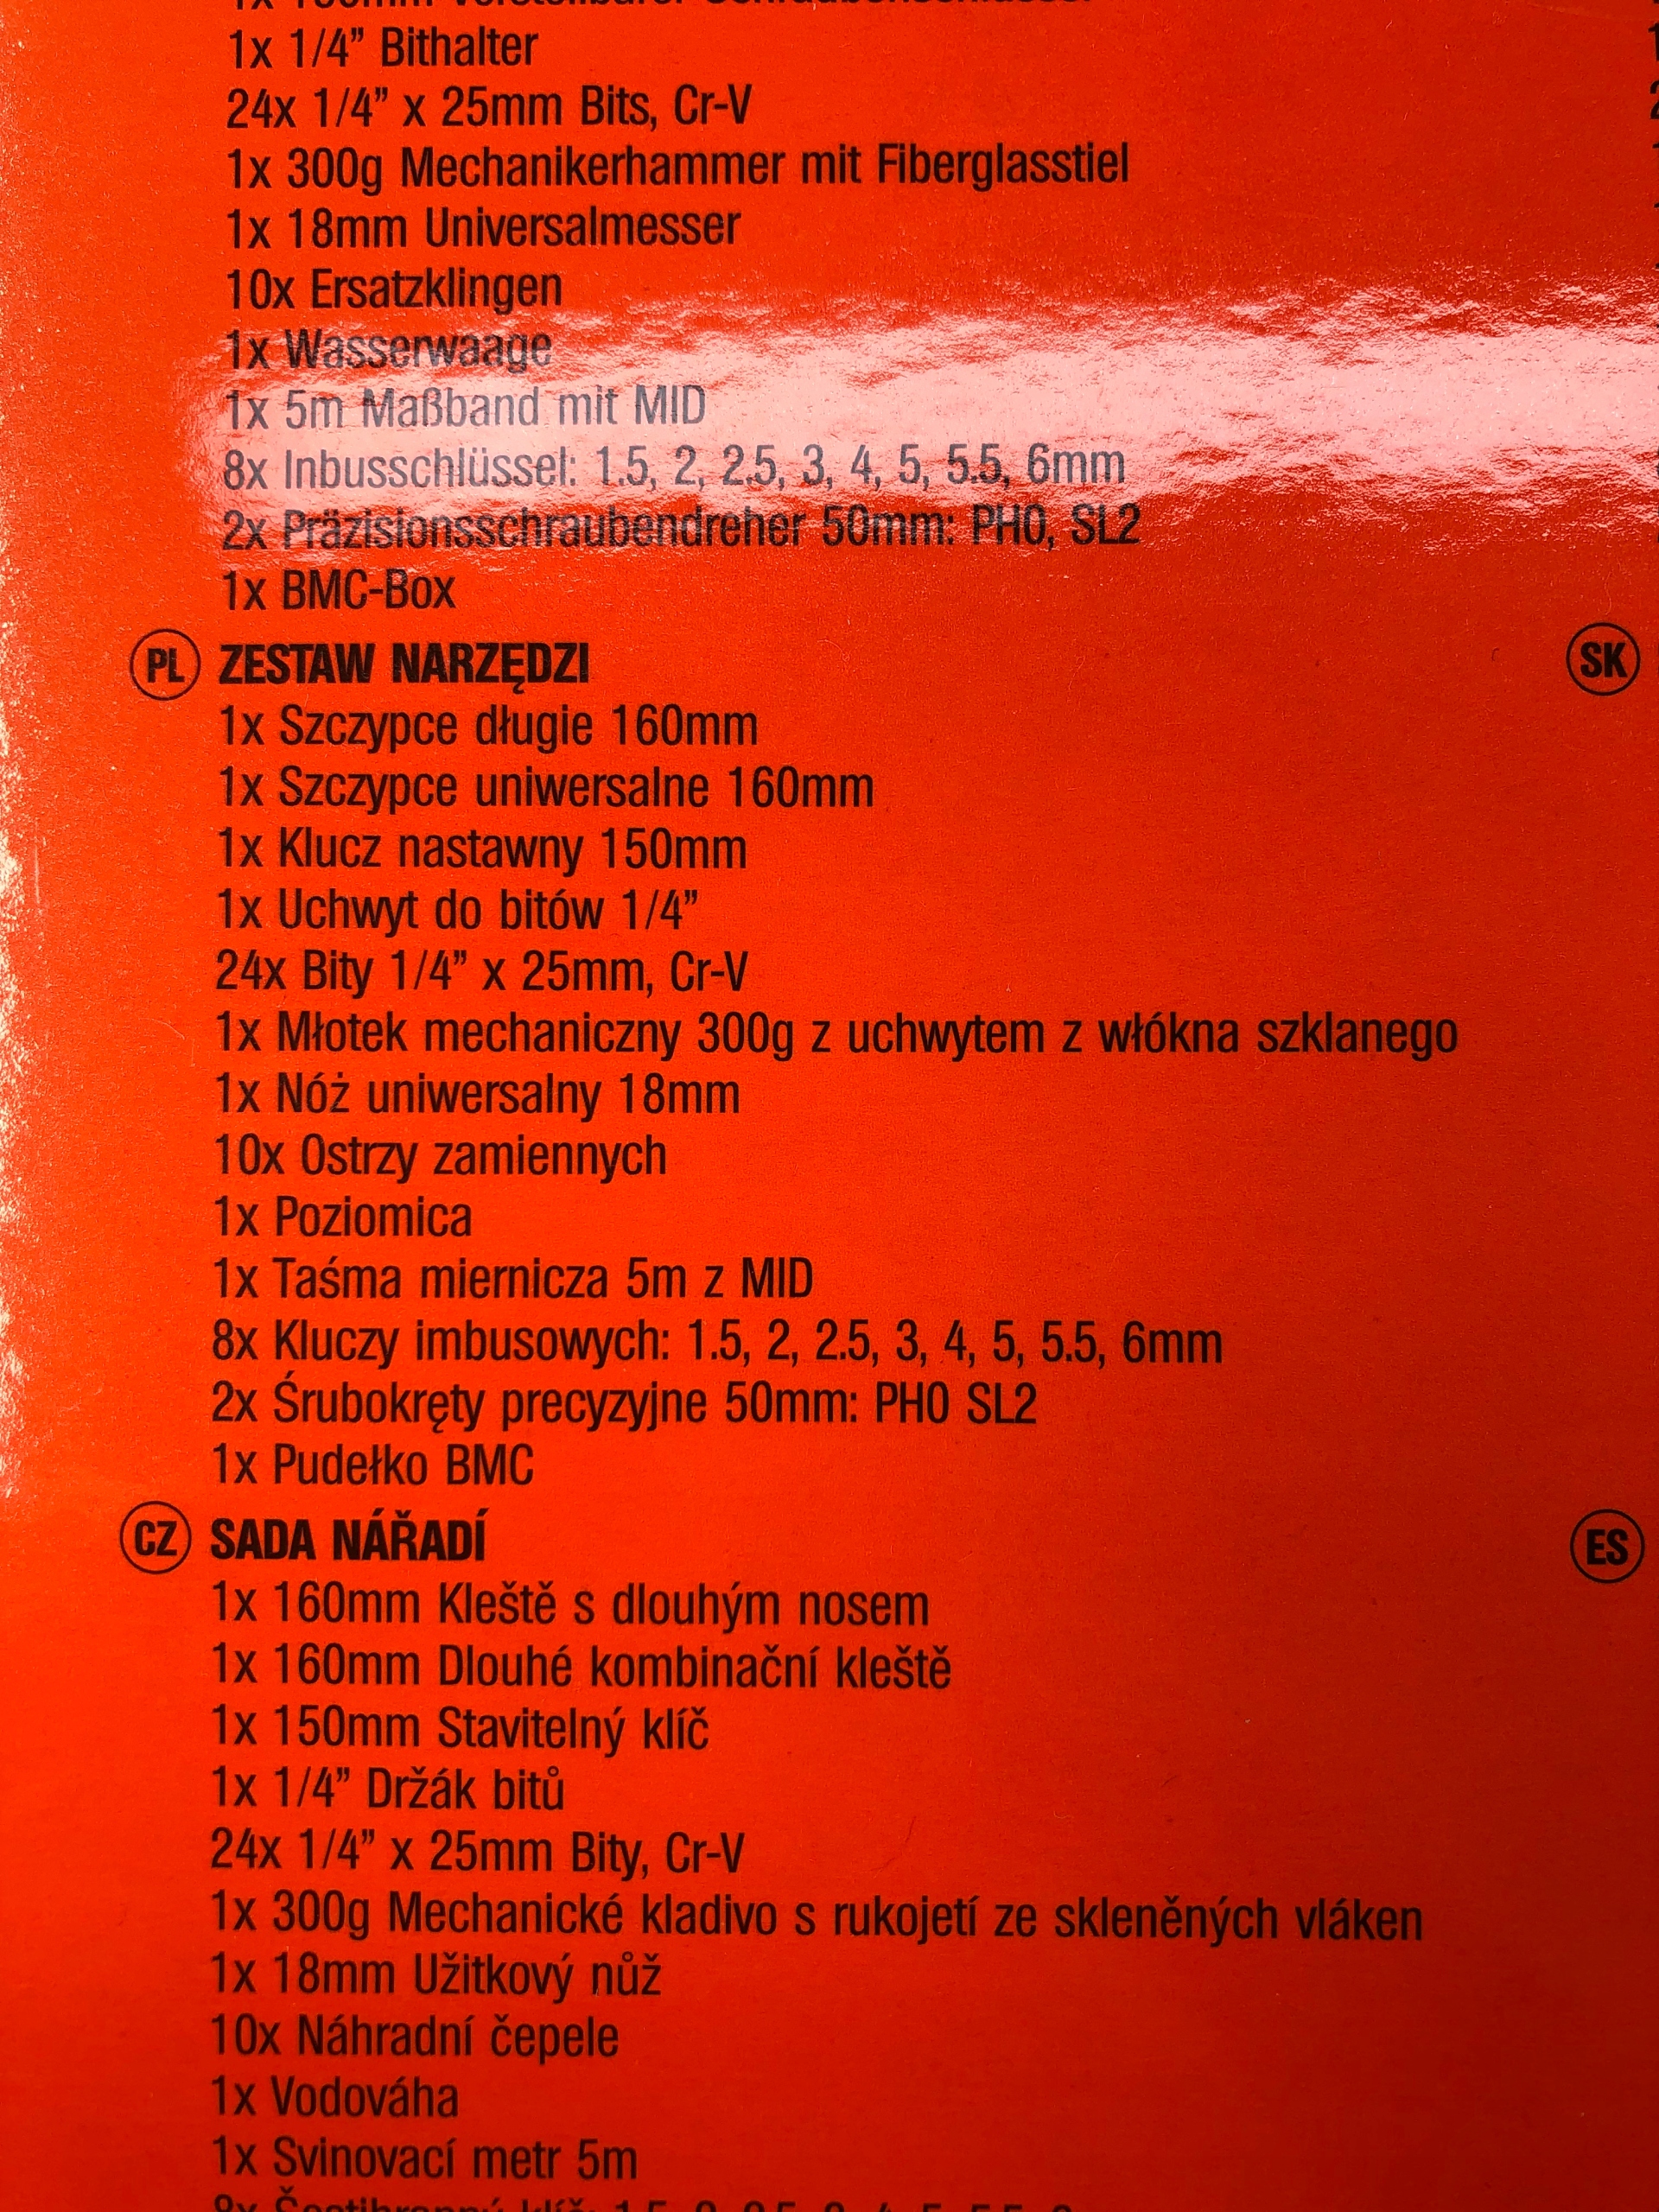 1x 1/4” Bithalter
24x 1/4” x 25mm Bits, Cr-V
1x 300g Mechanikerhammer mit Fiberglasstiel
1x 18mm Universalmesser
10x Ersatzklingen
1x Wasserwaage
1x 5m Maßband mit MID
8x Inbusschlüssel: 1.5, 2, 2.5, 3, 4, 5, 5.5, 6mm
2x Präzisionsschraubendreher 50mm: PH0, SL2
1x BMC-Box
PL ZESTAW NARZĘDZI
1x Szczypce długie 160mm
1x Szczypce uniwersalne 160mm
1x Klucz nastawny 150mm
1x Uchwyt do bitów 1/4”
24x Bity 1/4” x 25mm, Cr-V
1x Młotek mechaniczny 300g z uchwytem z włókna szklanego
1x Nóż uniwersalny 18mm
10x Ostrzy zamiennych
1x Poziomica
1x Taśma miernicza 5m z MID
8x Kluczy imbusowych: 1.5, 2, 2.5, 3, 4, 5, 5.5, 6mm
2x Śrubokręty precyzyjne 50mm: PH0 SL2
1x Pudełko BMC
CZ SADA NÁŘADÍ
1x 160mm Kleště s dlouhým nosem
1x 160mm Dlouhé kombinační kleště
1x 150mm Stavitelný klíč
1x 1/4” Držák bitů
24x 1/4” x 25mm Bity, Cr-V
1x 300g Mechanické kladivo s rukojetí ze skleněných vláken
1x 18mm Užitkový nůž
10x Náhradní čepele
1x Vodováha
1x Svinovací metr 5m
SK
ES